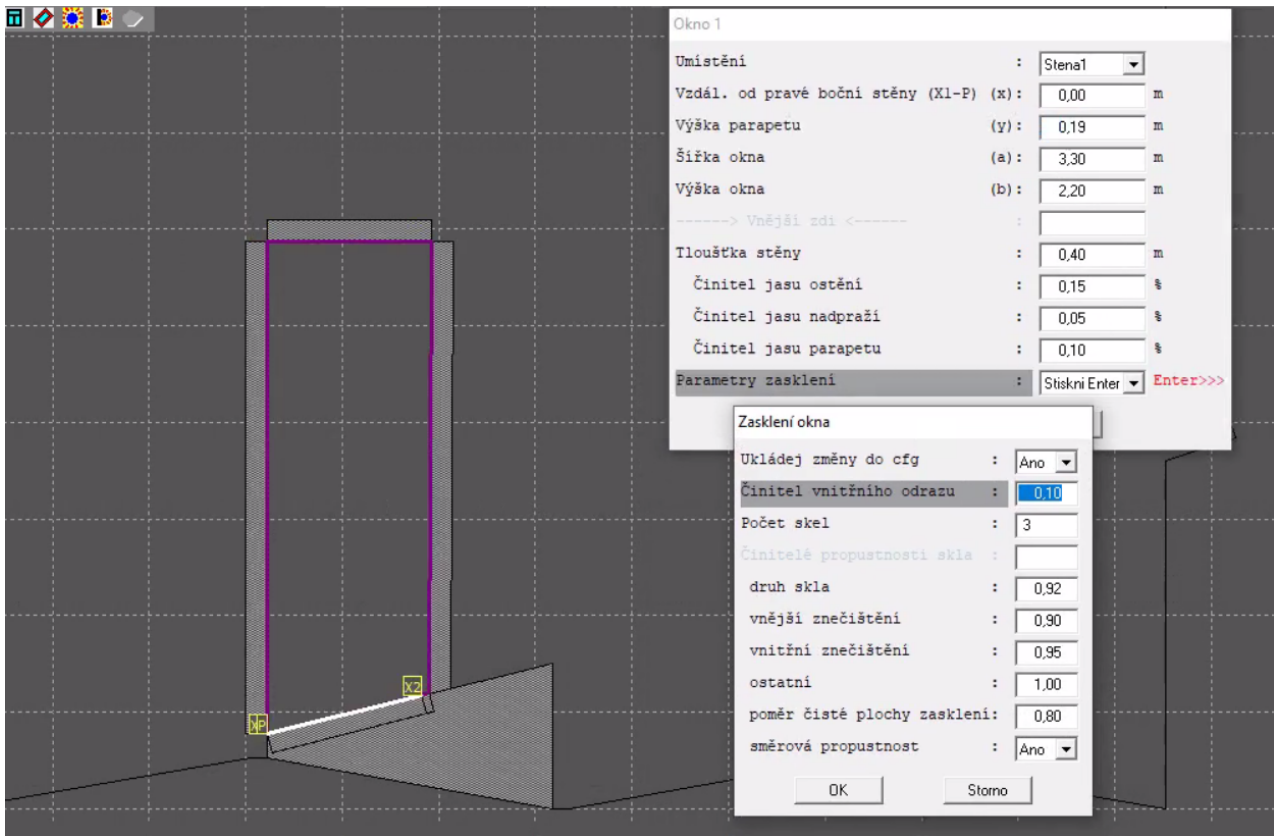 Okno 1
Umístění : Stena1
Vzdál. od pravé boční stěny (X1-P) (x): 0,00 m
Výška parapetu (y): 0,19 m
Šířka okna (a): 3,30 m
Výška okna (b): 2,20 m
------> Vnější zdi <------ :
Tloušťka stěny : 0,40 m
Činitel jasu ostění : 0,15 %
Činitel jasu nadpraží : 0,05 %
Činitel jasu parapetu : 0,10 %
Parametry zasklení : Stiskni Enter Enter>>>
Zasklení okna
Ukládej změny do cfg : Ano
Činitel vnitřního odrazu : 0,10
Počet skel : 3
Činitelé propustnosti skla :
druh skla : 0,92
vnější znečištění : 0,90
vnitřní znečištění : 0,95
ostatní : 1,00
poměr čisté plochy zasklení: 0,80
směrová propustnost : Ano
OK Storno
X2
XP